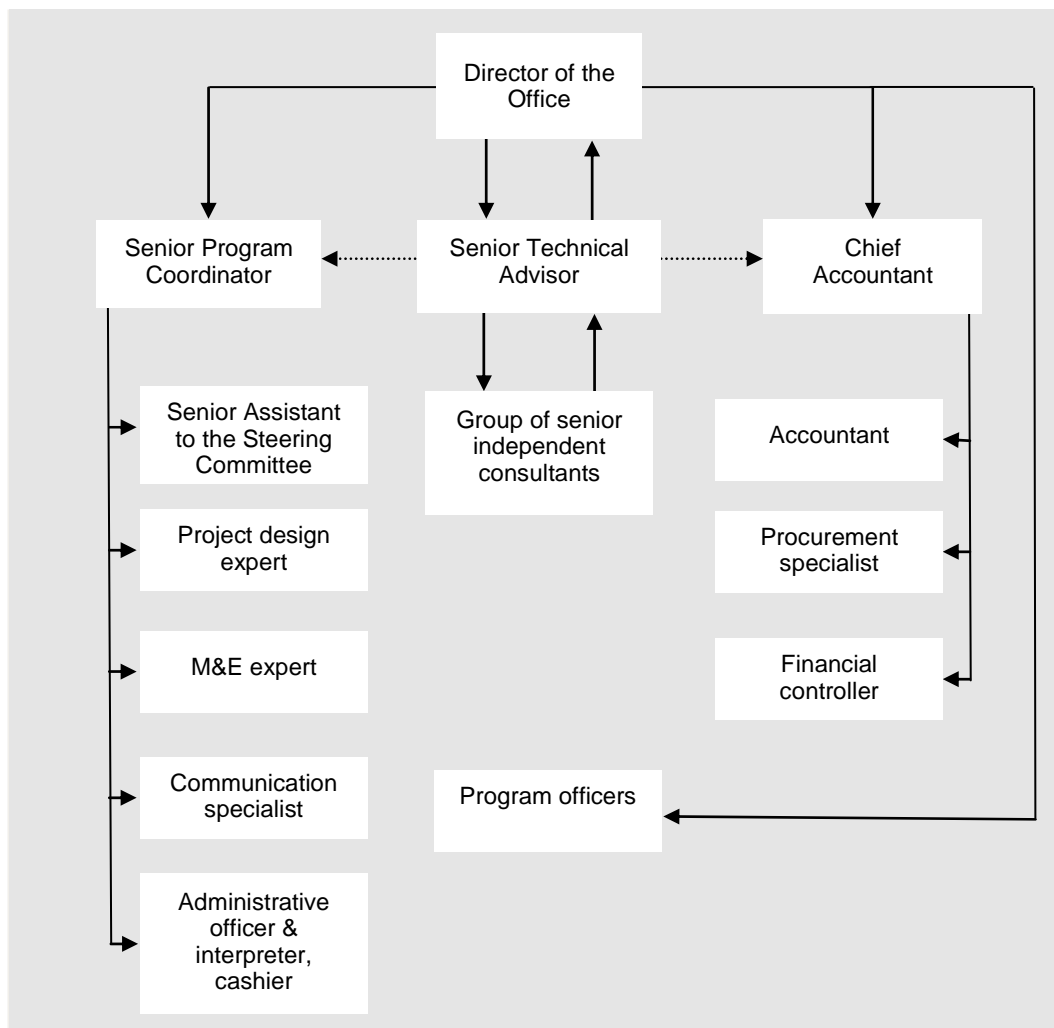 Director of the
Office
Senior Program
Coordinator
Senior Technical
Advisor
Chief
Accountant
Senior Assistant
to the Steering
Committee
Group of senior
independent
consultants
Accountant
Project design
expert
Procurement
specialist
M&E expert
Financial
controller
Communication
specialist
Program officers
Administrative
officer &
interpreter,
cashier